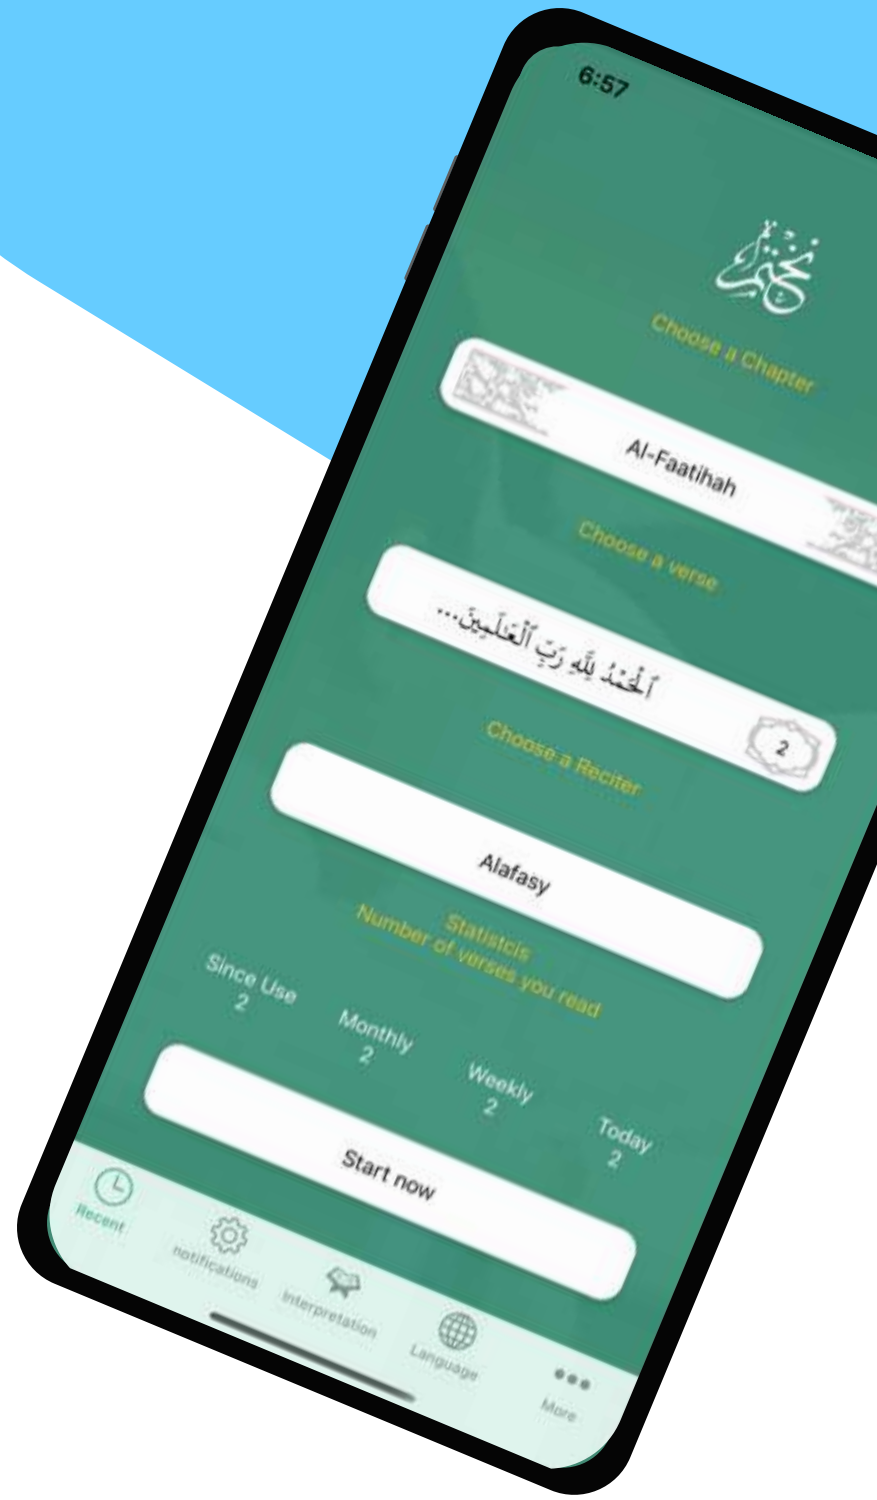 6:57
نختم
Choose a Chapter
Al-Faatihah
Choose a verse
ٱلْحَمْدُ لِلَّهِ رَبِّ ٱلْعَـٰلَمِينَ...
2
Choose a Reciter
Alafasy
Statistcis
Number of verses you read
Since Use
2
Monthly
2
Weekly
2
Today
2
Start now
Recent
notifications
interpretation
Language
More